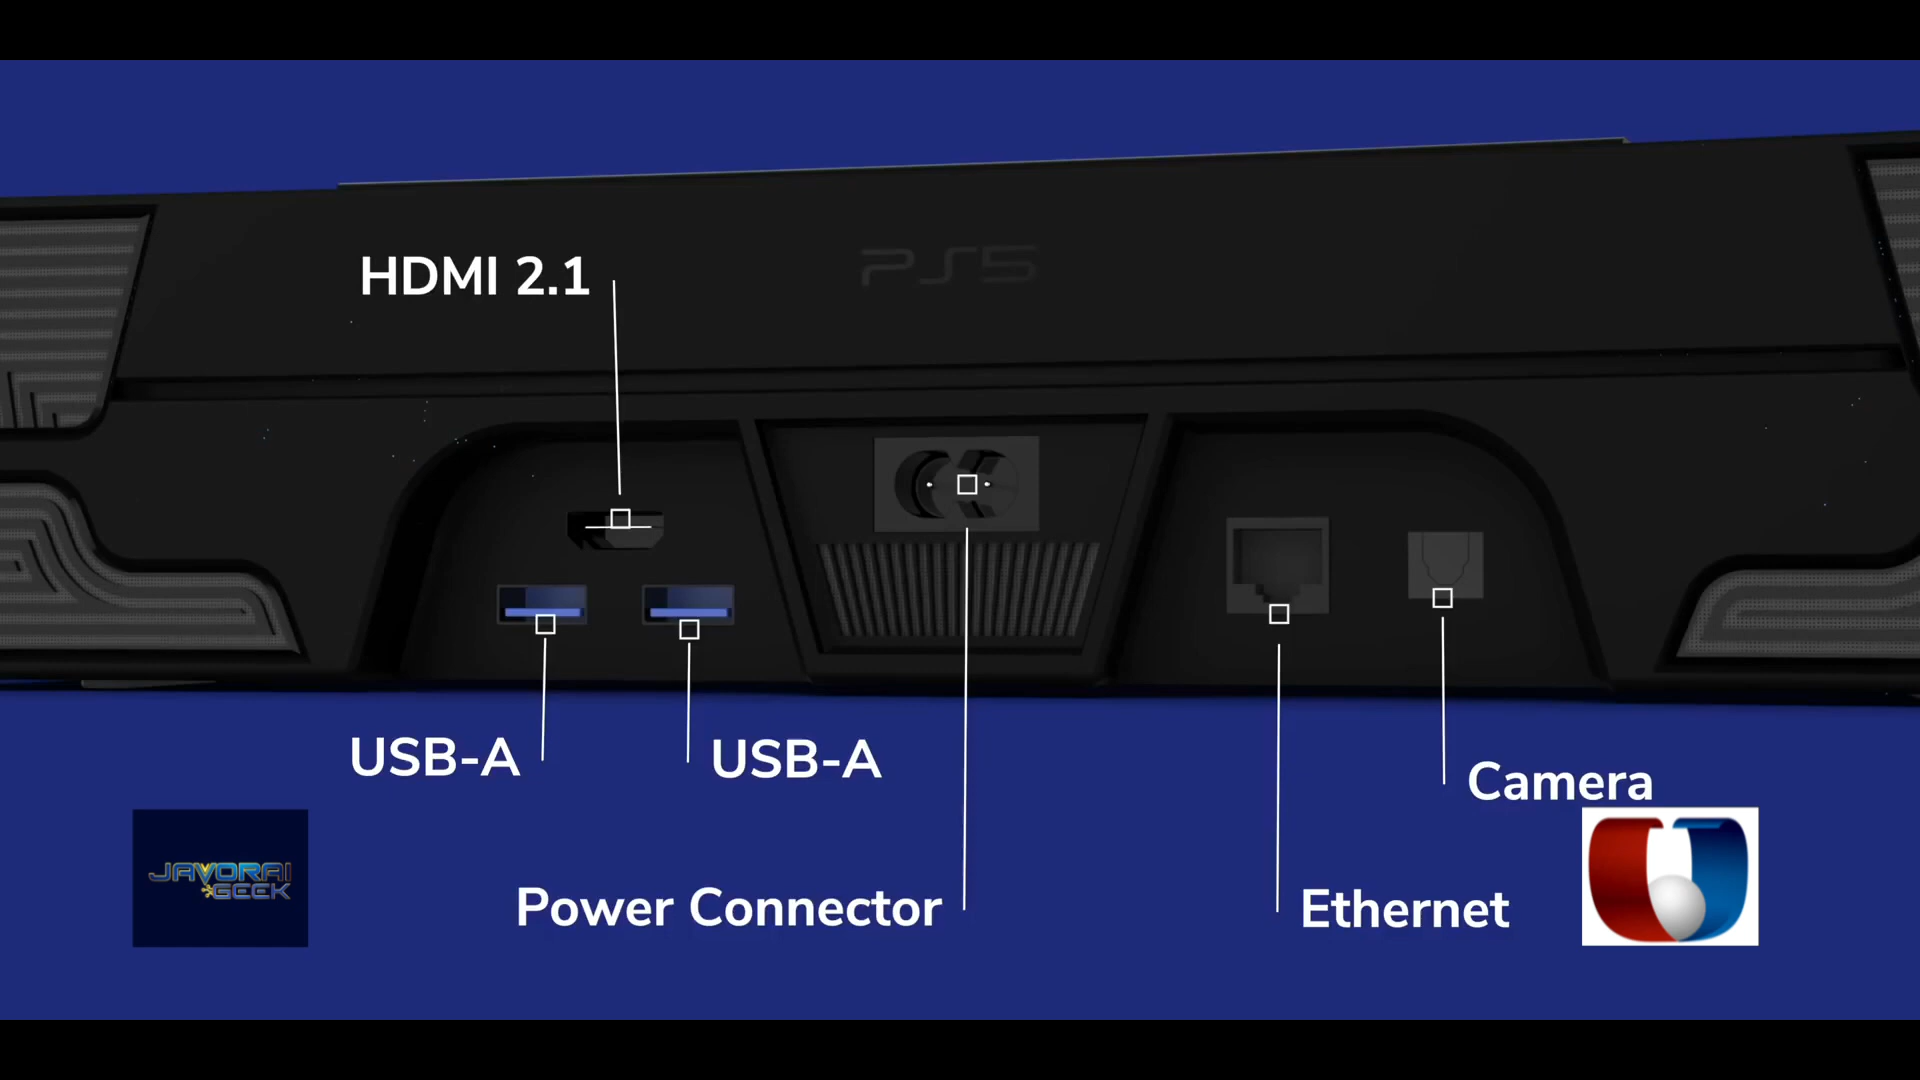 PS5
HDMI 2.1
USB-A
USB-A
Camera
Power Connector
Ethernet
JAVORAI
GEEK